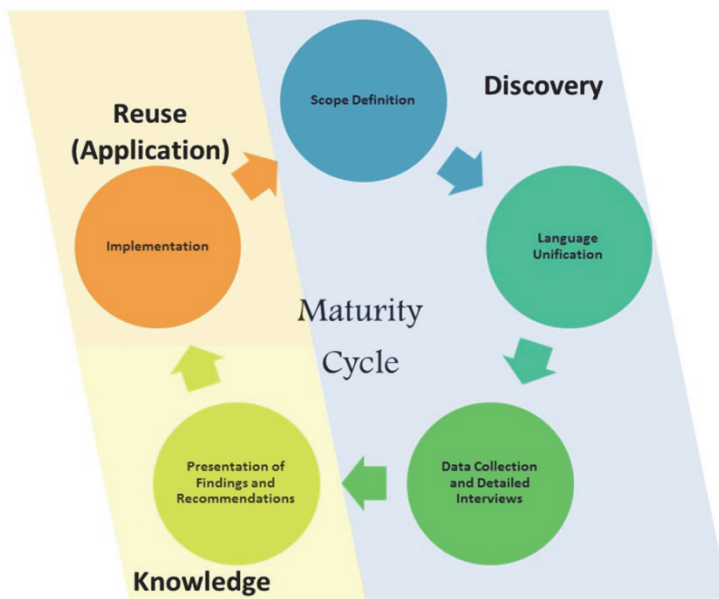 Scope Definition
Discovery
Reuse
(Application)
Implementation
Language
Unification
Maturity
Cycle
Presentation of
Findings and
Recommendations
Data Collection
and Detailed
Interviews
Knowledge